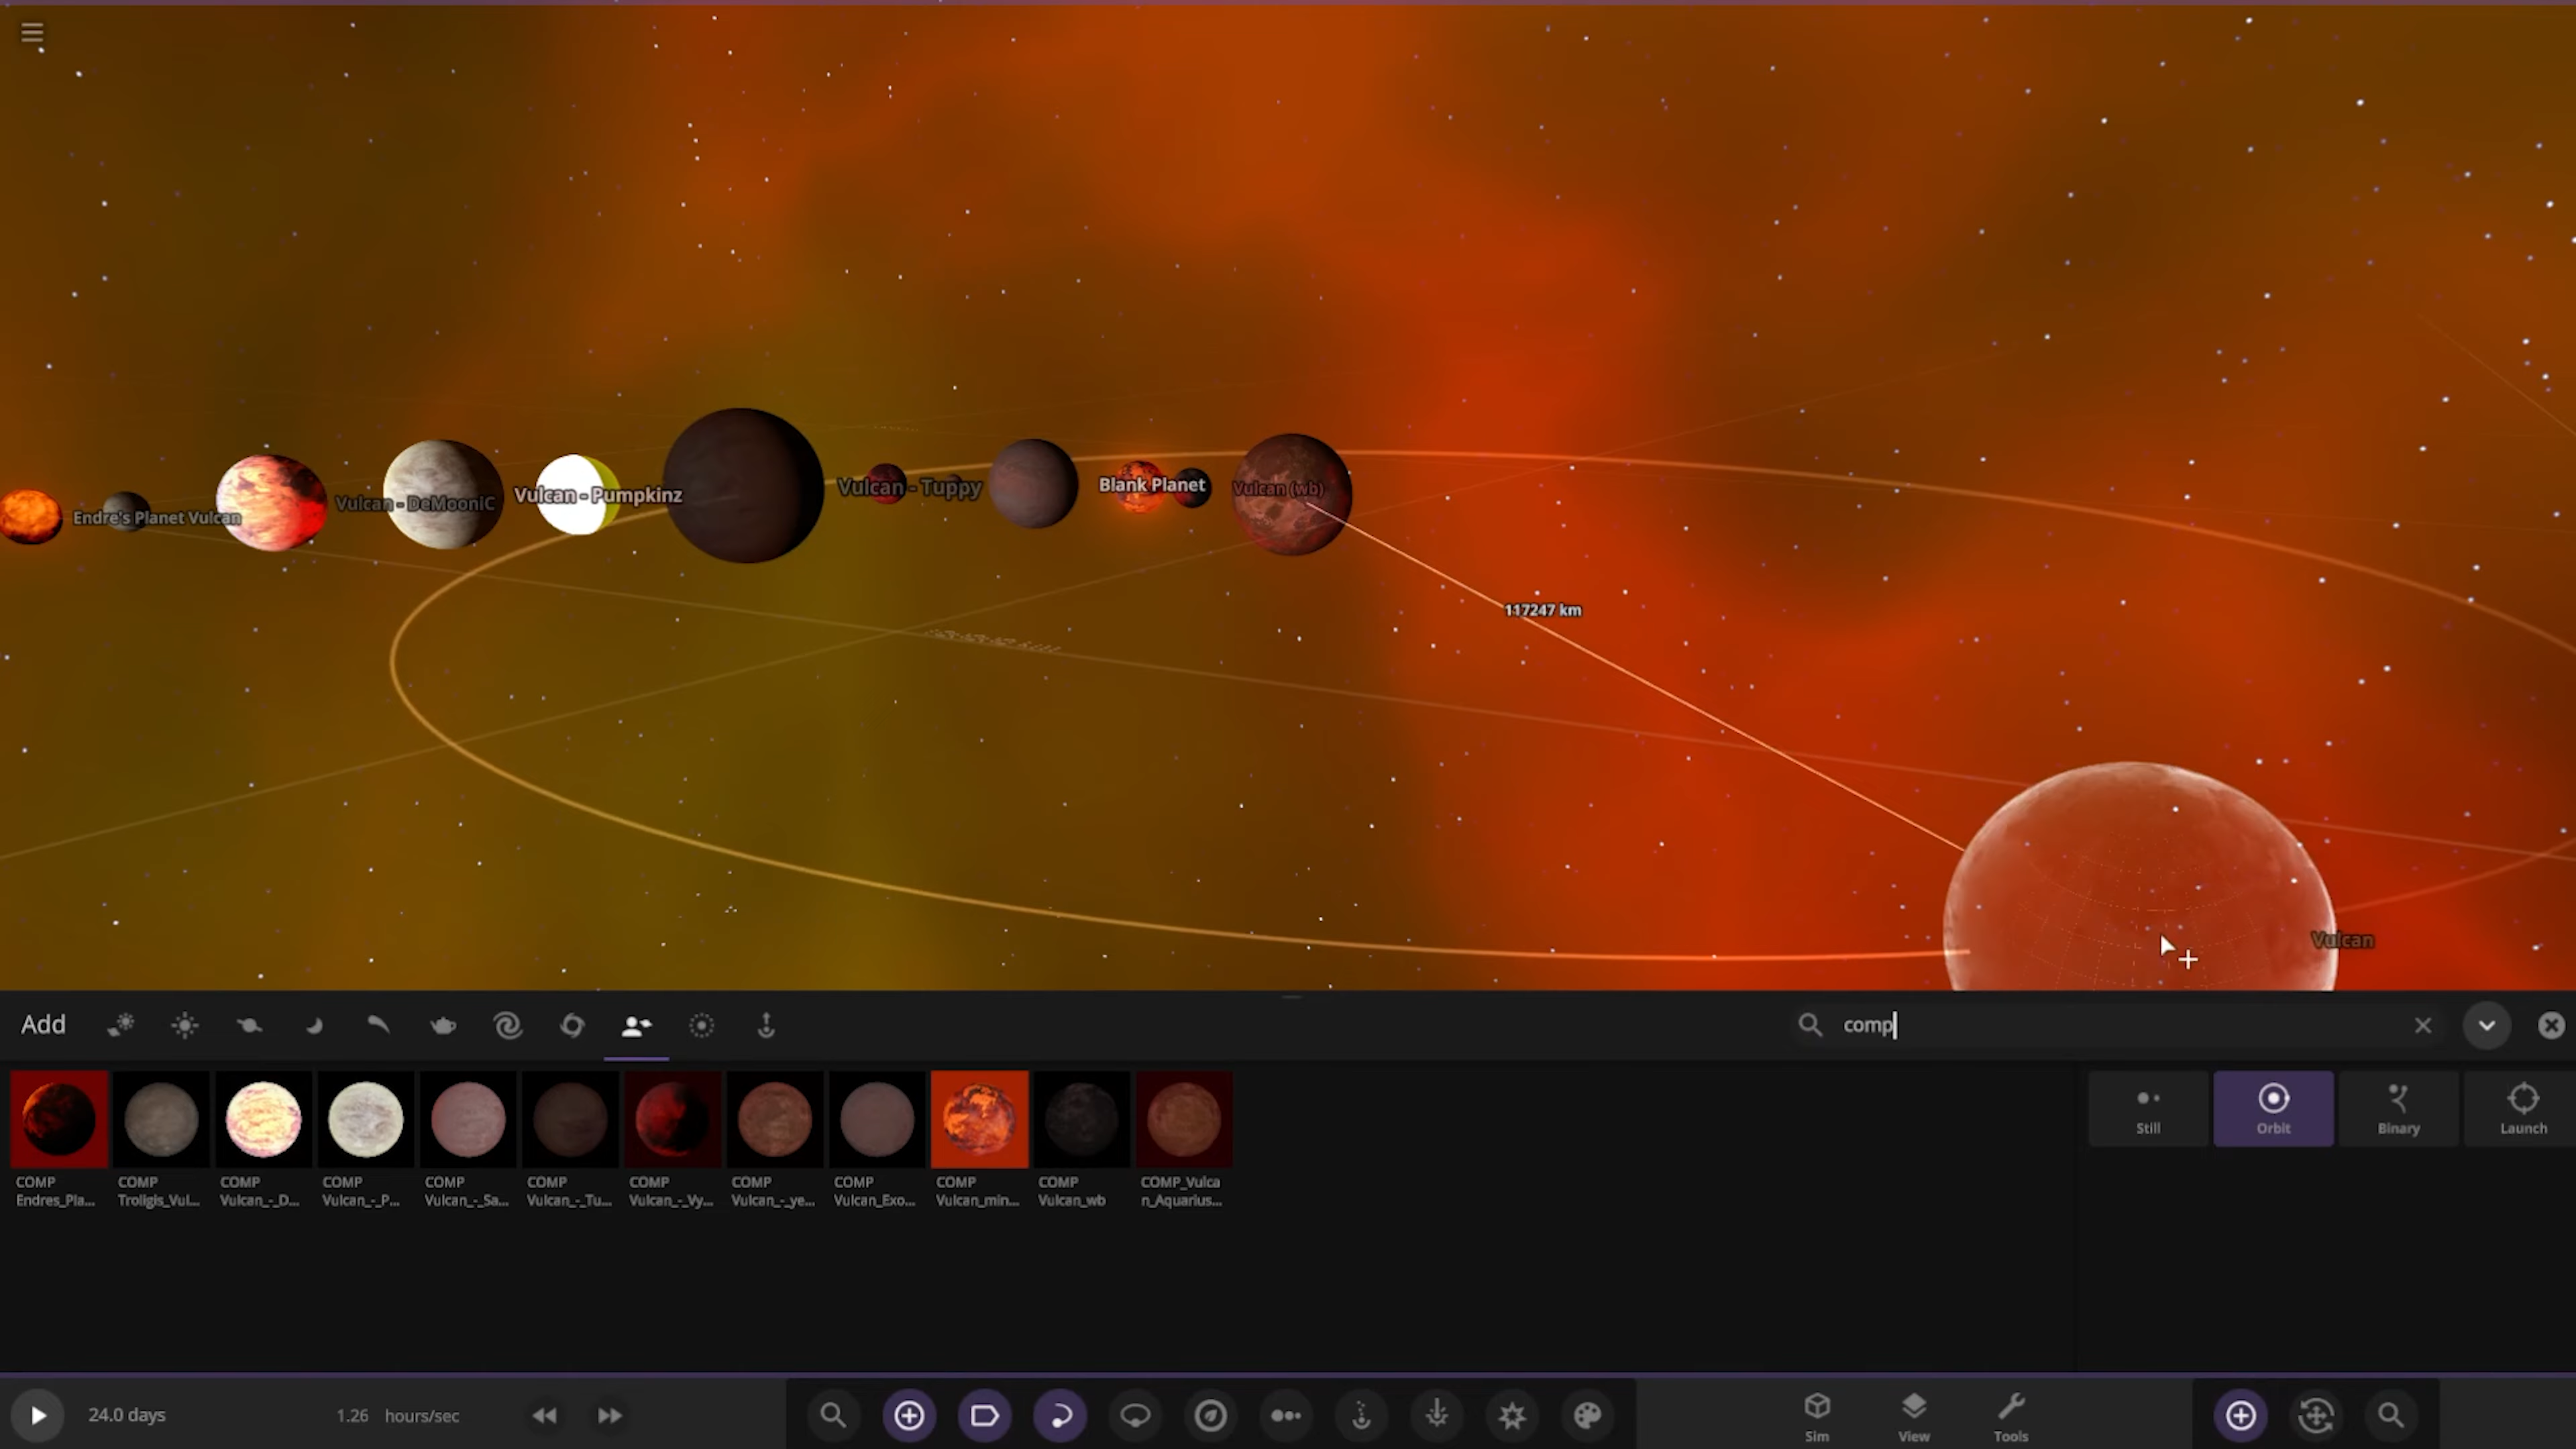 Endre's Planet Vulcan
Vulcan - DeMooniC
Vulcan - Pumpkinz
Vulcan - Tuppy
Blank Planet
Vulcan (wb)
117247 km
Vulcan
Add
comp
COMP
Endres_Pla...
COMP
Troligis_Vul...
COMP
Vulcan_-_D...
COMP
Vulcan_-_P...
COMP
Vulcan_-_Sa...
COMP
Vulcan_-_Tu...
COMP
Vulcan_-_Vy...
COMP
Vulcan_-_ye...
COMP
Vulcan_Exo...
COMP
Vulcan_min...
COMP
Vulcan_wb
COMP_Vulca
n_Aquarius...
Still
Orbit
Binary
Launch
24.0 days
1.26 hours/sec
Sim
View
Tools